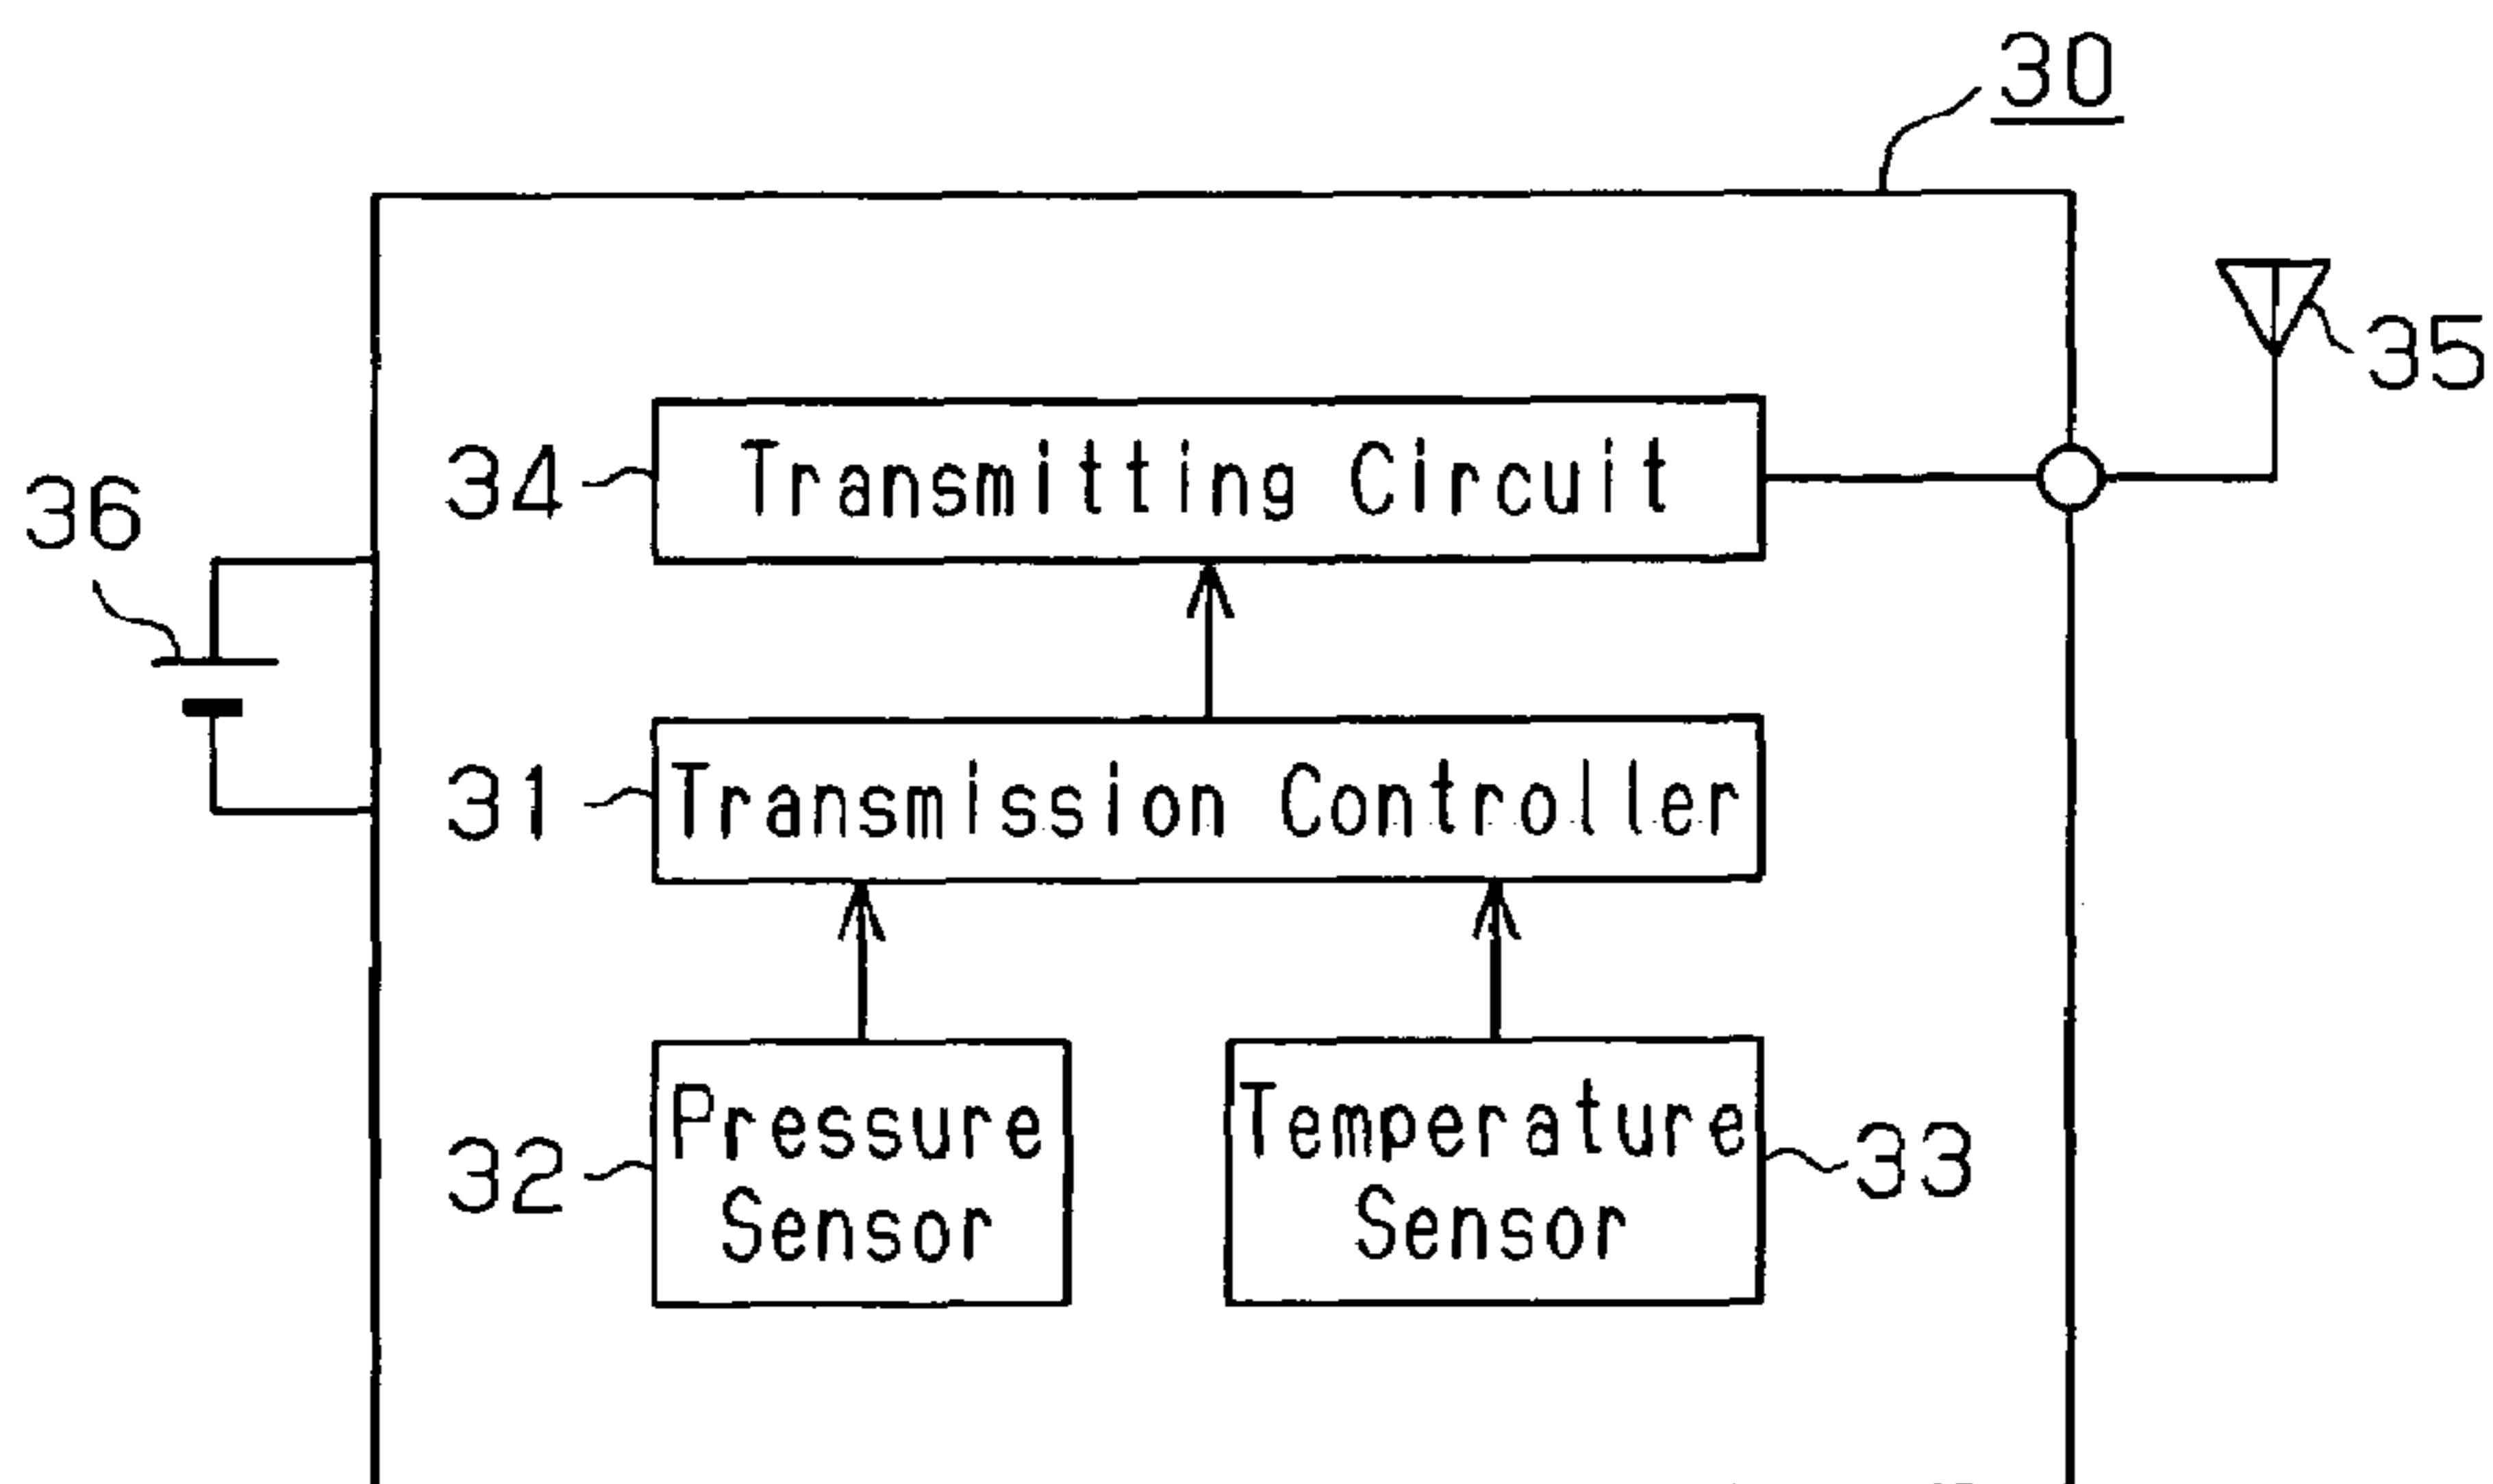 30
35
34 Transmitting Circuit
36
31 Transmission Controller
32 Pressure Sensor
Temperature Sensor 33